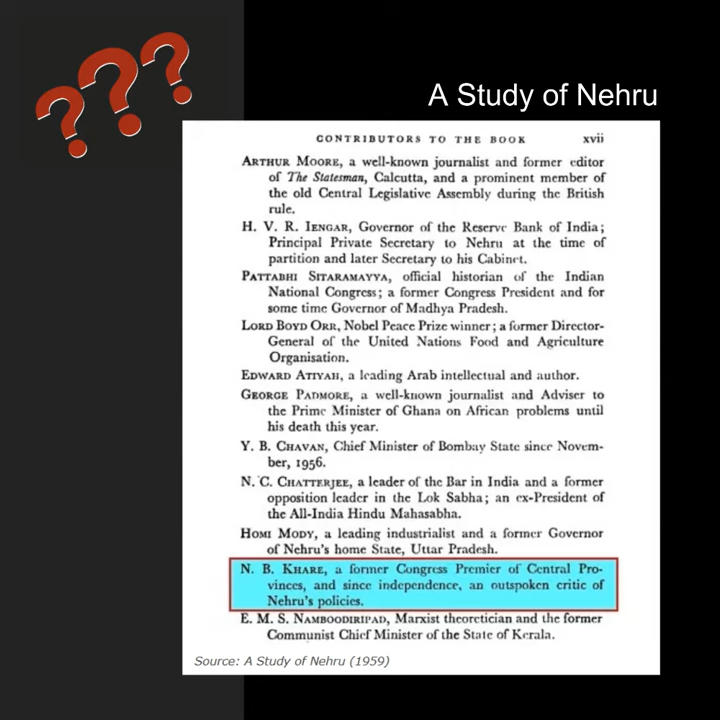 ???
A Study of Nehru
CONTRIBUTORS TO THE BOOK xvii
ARTHUR MOORE, a well-known journalist and former editor
of The Statesman, Calcutta, and a prominent member of
the old Central Legislative Assembly during the British
rule.
H. V. R. IENGAR, Governor of the Reserve Bank of India;
Principal Private Secretary to Nehru at the time of
partition and later Secretary to his Cabinet.
PATTABHI SITARAMAYYA, official historian of the Indian
National Congress; a former Congress President and for
some time Governor of Madhya Pradesh.
LORD BOYD ORR, Nobel Peace Prize winner; a former Director-
General of the United Nations Food and Agriculture
Organisation.
EDWARD ATIYAH, a leading Arab intellectual and author.
GEORGE PADMORE, a well-known journalist and Adviser to
the Prime Minister of Ghana on African problems until
his death this year.
Y. B. CHAVAN, Chief Minister of Bombay State since Novem-
ber, 1956.
N. C. CHATTERJEE, a leader of the Bar in India and a former
opposition leader in the Lok Sabha; an ex-President of
the All-India Hindu Mahasabha.
HOMI MODY, a leading industrialist and a former Governor
of Nehru's home State, Uttar Pradesh.
N. B. KHARE, a former Congress Premier of Central Pro-
vinces, and since independence, an outspoken critic of
Nehru's policies.
E. M. S. NAMBOODIRIPAD, Marxist theoretician and the former
Communist Chief Minister of the State of Kerala.
Source: A Study of Nehru (1959)